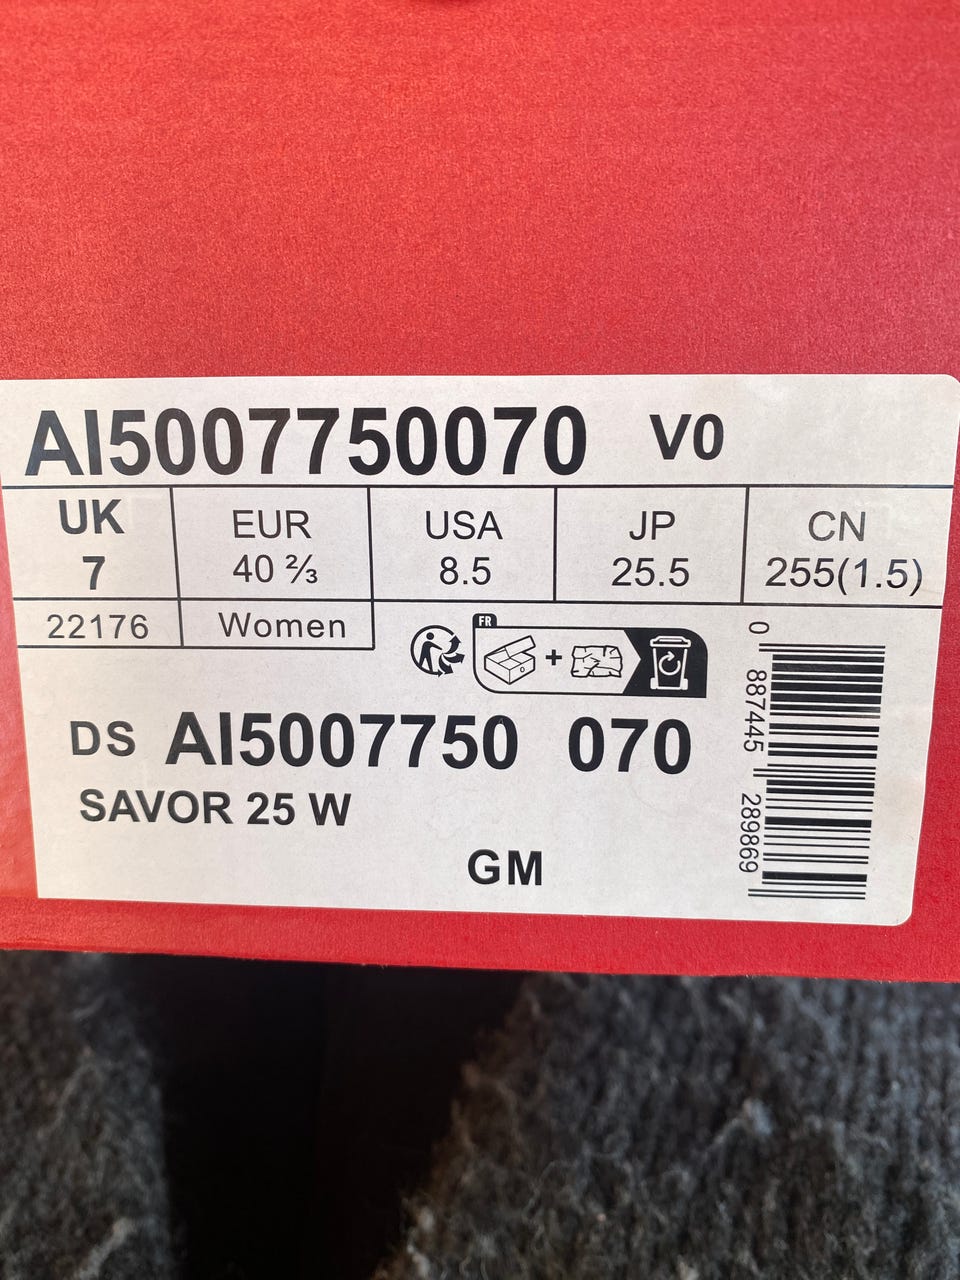 AI5007750070 V0
UK EUR USA JP CN
7 40 ⅔ 8.5 25.5 255(1.5)
22176 Women
FR
DS AI5007750 070
SAVOR 25 W
GM
0 887445 289869